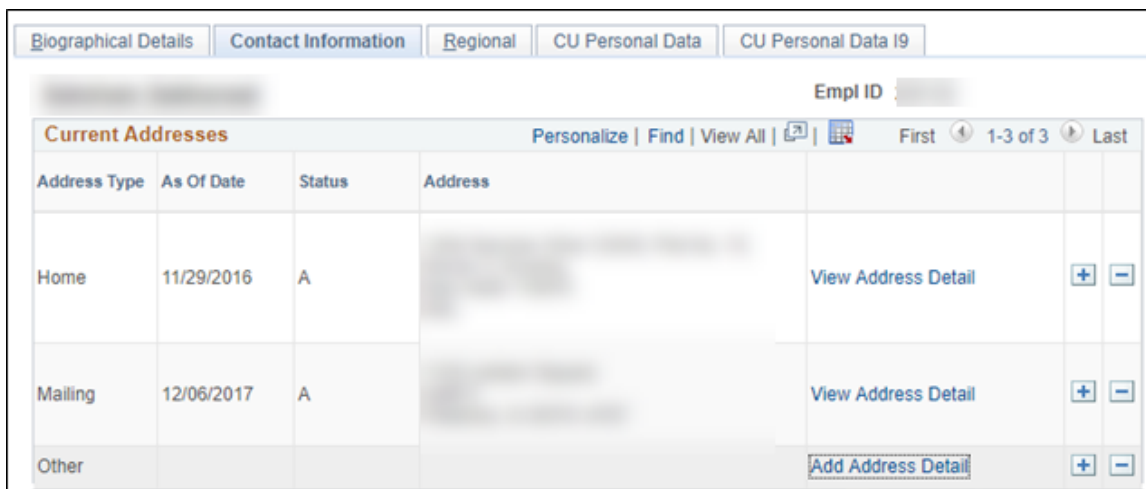 Biographical Details Contact Information Regional CU Personal Data CU Personal Data I9
Empl ID
Current Addresses Personalize | Find | View All | | First 1-3 of 3 Last
Address Type As Of Date Status Address
Home 11/29/2016 A View Address Detail + −
Mailing 12/06/2017 A View Address Detail + −
Other Add Address Detail + −